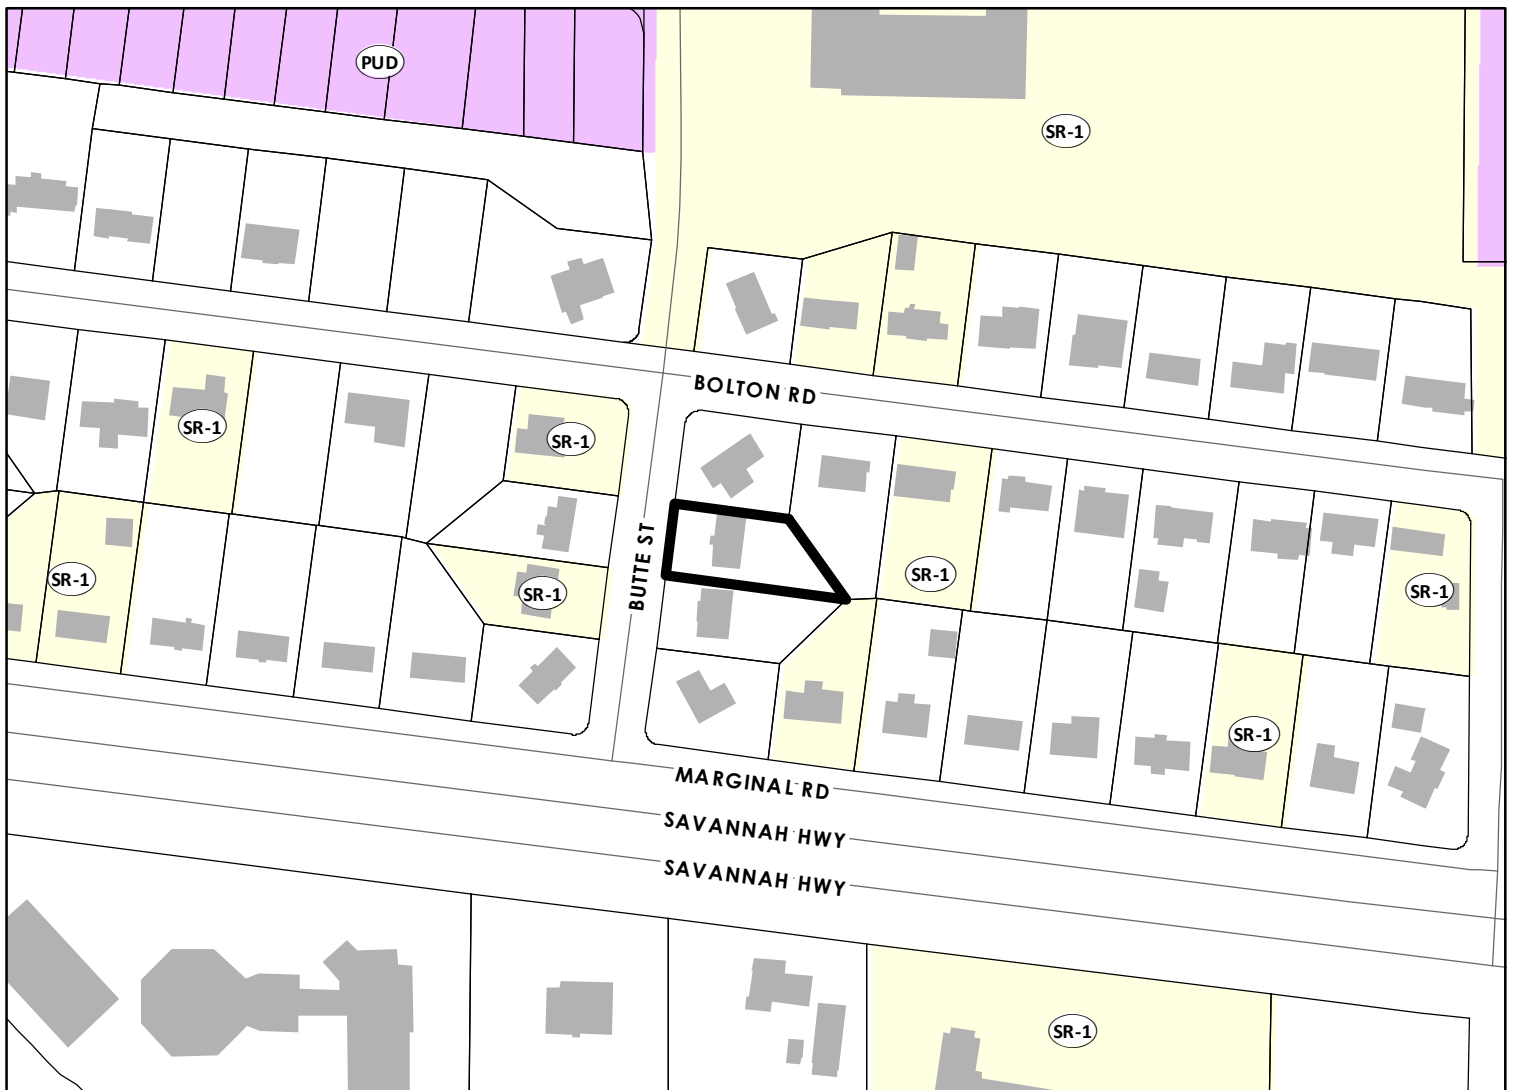 PUD
SR-1
BOLTON RD
SR-1
SR-1
BUTTE ST
SR-1
SR-1
SR-1
SR-1
SR-1
MARGINAL RD
SAVANNAH HWY
SAVANNAH HWY
SR-1